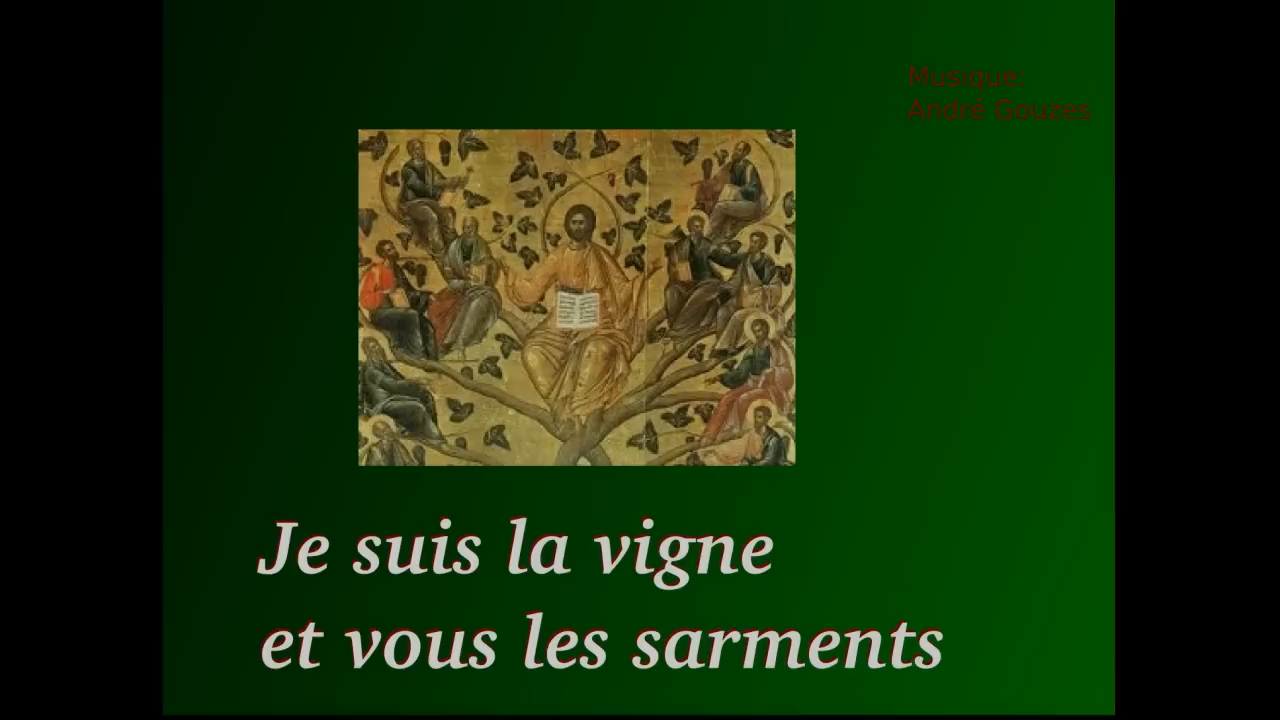 Musique:
André Gouzes
Je suis la vigne
et vous les sarments